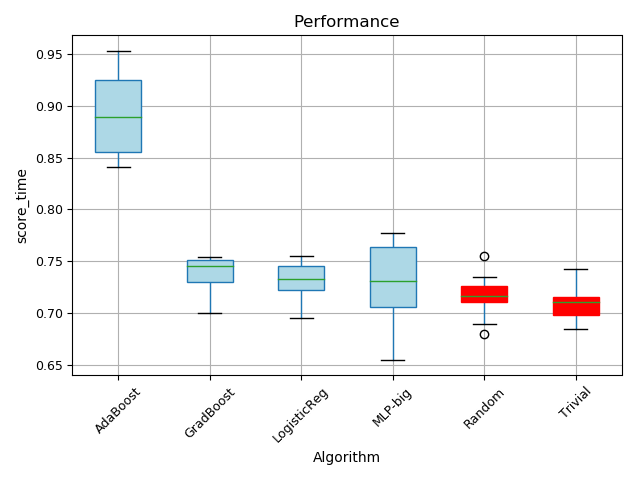 Performance
score_time
0.95
0.90
0.85
0.80
0.75
0.70
0.65
AdaBoost
GradBoost
LogisticReg
MLP-big
Random
Trivial
Algorithm